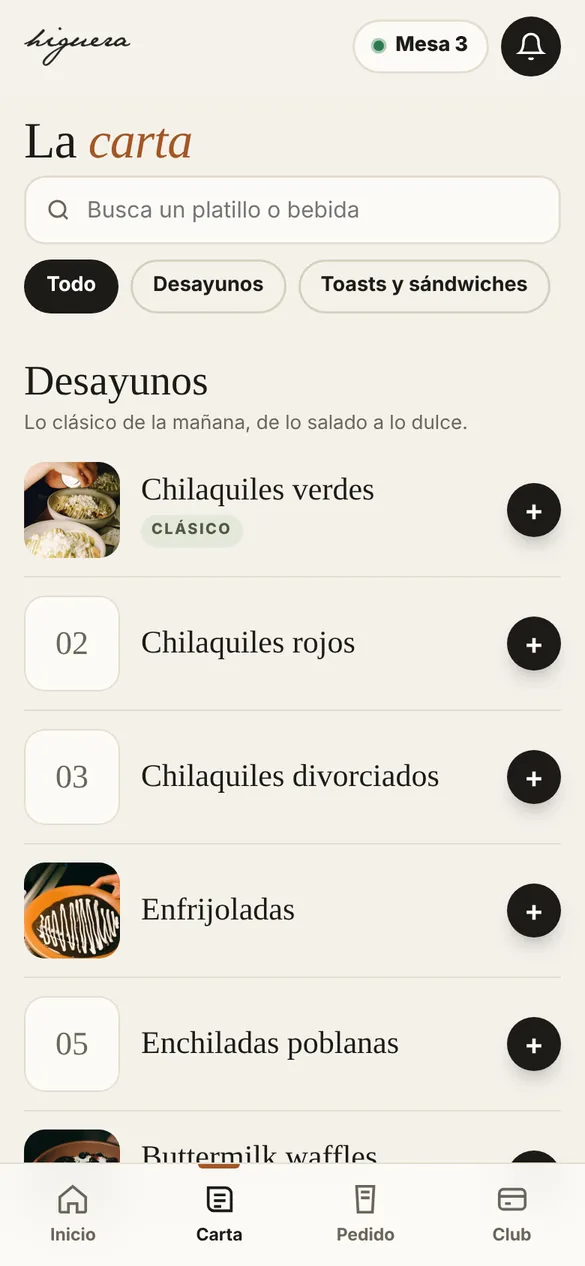 higuera
Mesa 3
La carta
Busca un platillo o bebida
Todo
Desayunos
Toasts y sándwiches
Desayunos
Lo clásico de la mañana, de lo salado a lo dulce.
Chilaquiles verdes
CLÁSICO
+
02
Chilaquiles rojos
+
03
Chilaquiles divorciados
+
Enfrijoladas
+
05
Enchiladas poblanas
+
Buttermilk waffles
Inicio
Carta
Pedido
Club